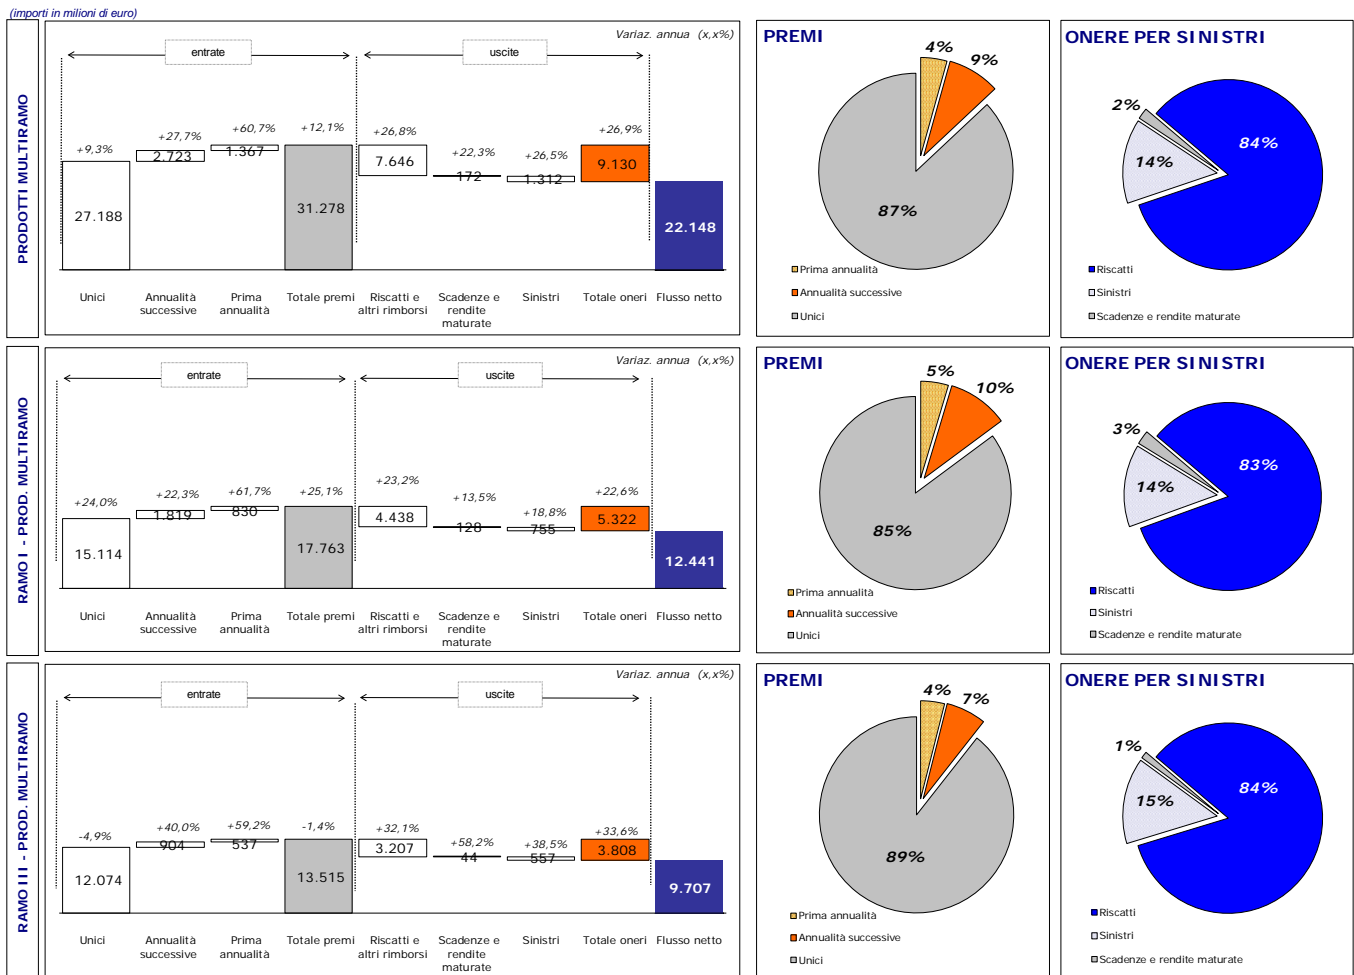 (importi in milioni di euro)
PRODOTTI MULTIRAMO
Variaz. annua (x,x%)
entrate
uscite
+9,3%
+27,7%
+60,7%
+12,1%
+26,8%
+22,3%
+26,5%
+26,9%
27.188
2.723
1.367
31.278
7.646
172
1.312
9.130
22.148
Unici
Annualità successive
Prima annualità
Totale premi
Riscatti e altri rimborsi
Scadenze e rendite maturate
Sinistri
Totale oneri
Flusso netto
PREMI
4%
9%
87%
Prima annualità
Annualità successive
Unici
ONERE PER SINISTRI
2%
14%
84%
Riscatti
Sinistri
Scadenze e rendite maturate
RAMO I - PROD. MULTIRAMO
Variaz. annua (x,x%)
entrate
uscite
+24,0%
+22,3%
+61,7%
+25,1%
+23,2%
+13,5%
+18,8%
+22,6%
15.114
1.819
830
17.763
4.438
128
755
5.322
12.441
Unici
Annualità successive
Prima annualità
Totale premi
Riscatti e altri rimborsi
Scadenze e rendite maturate
Sinistri
Totale oneri
Flusso netto
PREMI
5%
10%
85%
Prima annualità
Annualità successive
Unici
ONERE PER SINISTRI
3%
14%
83%
Riscatti
Sinistri
Scadenze e rendite maturate
RAMO III - PROD. MULTIRAMO
Variaz. annua (x,x%)
entrate
uscite
-4,9%
+40,0%
+59,2%
-1,4%
+32,1%
+58,2%
+38,5%
+33,6%
12.074
904
537
13.515
3.207
44
557
3.808
9.707
Unici
Annualità successive
Prima annualità
Totale premi
Riscatti e altri rimborsi
Scadenze e rendite maturate
Sinistri
Totale oneri
Flusso netto
PREMI
4%
7%
89%
Prima annualità
Annualità successive
Unici
ONERE PER SINISTRI
1%
15%
84%
Riscatti
Sinistri
Scadenze e rendite maturate